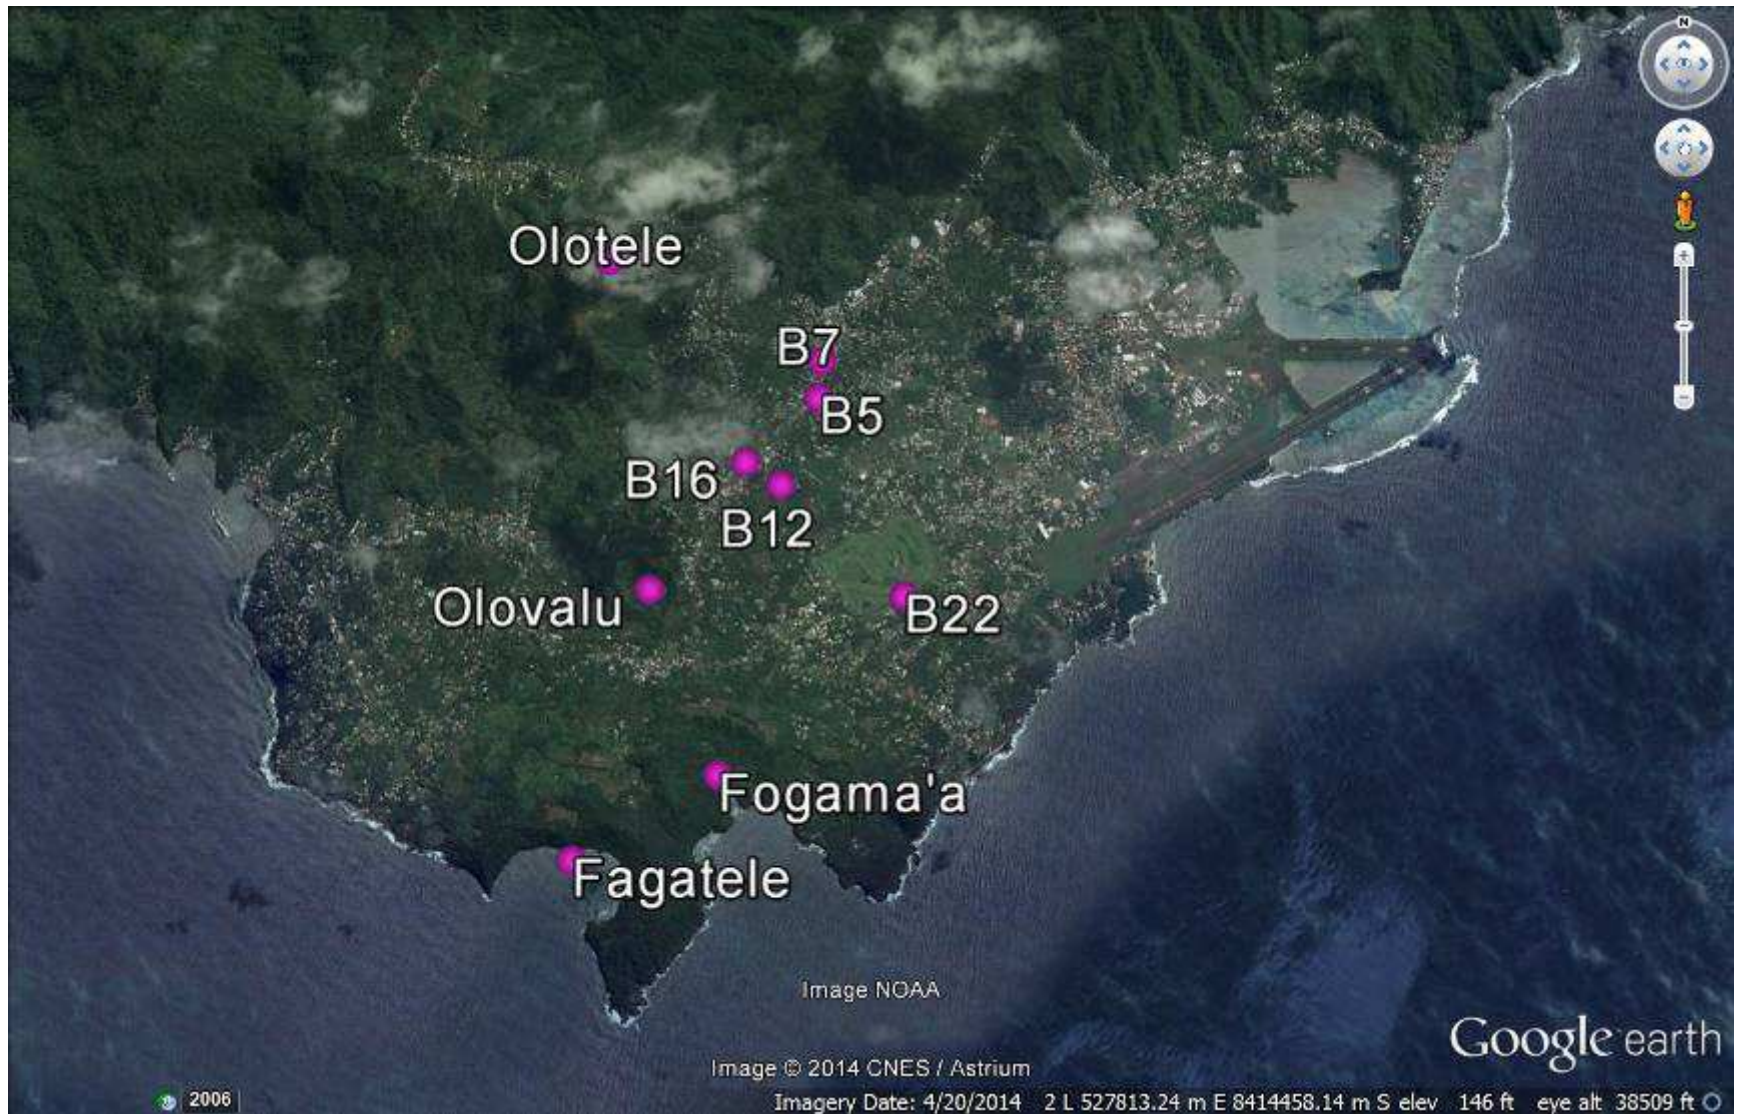 N
Olotele
B7
B5
B16
B12
Olovalu
B22
Fogama'a
Fagatele
Image NOAA
Google earth
Image © 2014 CNES / Astrium
2006
Imagery Date: 4/20/2014 2 L 527813.24 m E 8414458.14 m S elev 146 ft eye alt 38509 ft